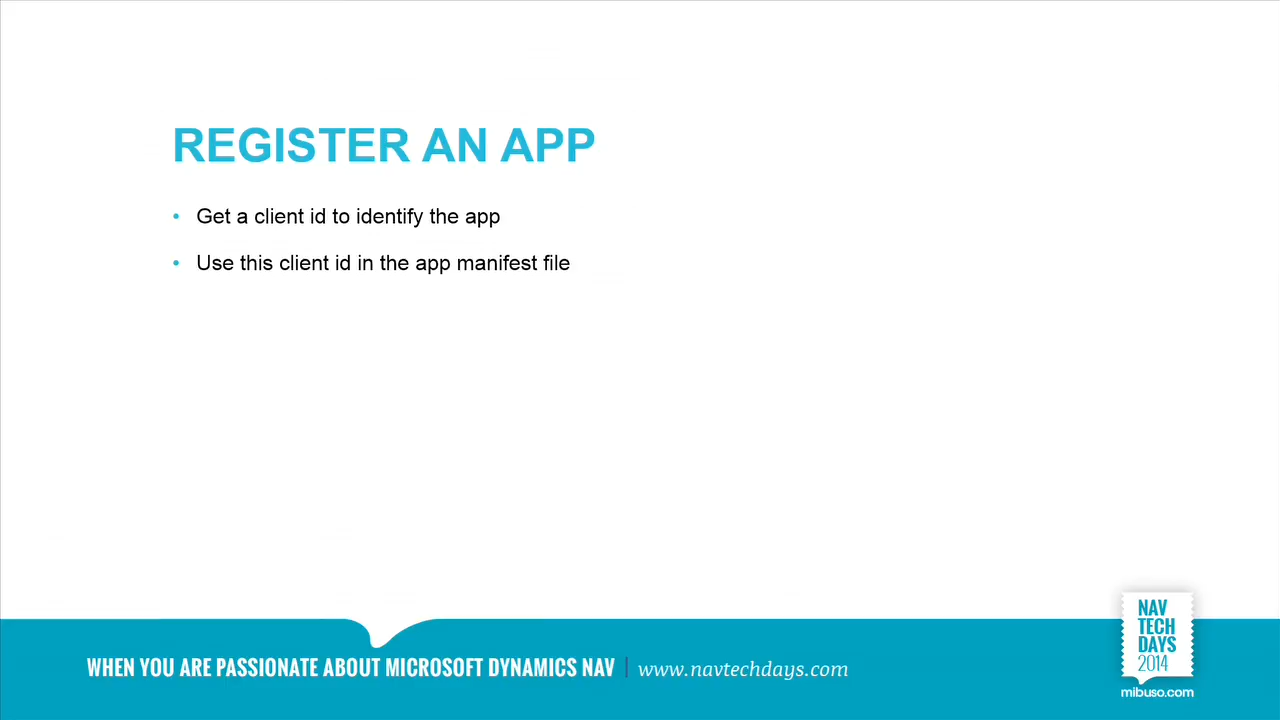 REGISTER AN APP
• Get a client id to identify the app
• Use this client id in the app manifest file
NAV
TECH
DAYS
2014
WHEN YOU ARE PASSIONATE ABOUT MICROSOFT DYNAMICS NAV | www.navtechdays.com
mibuso.com